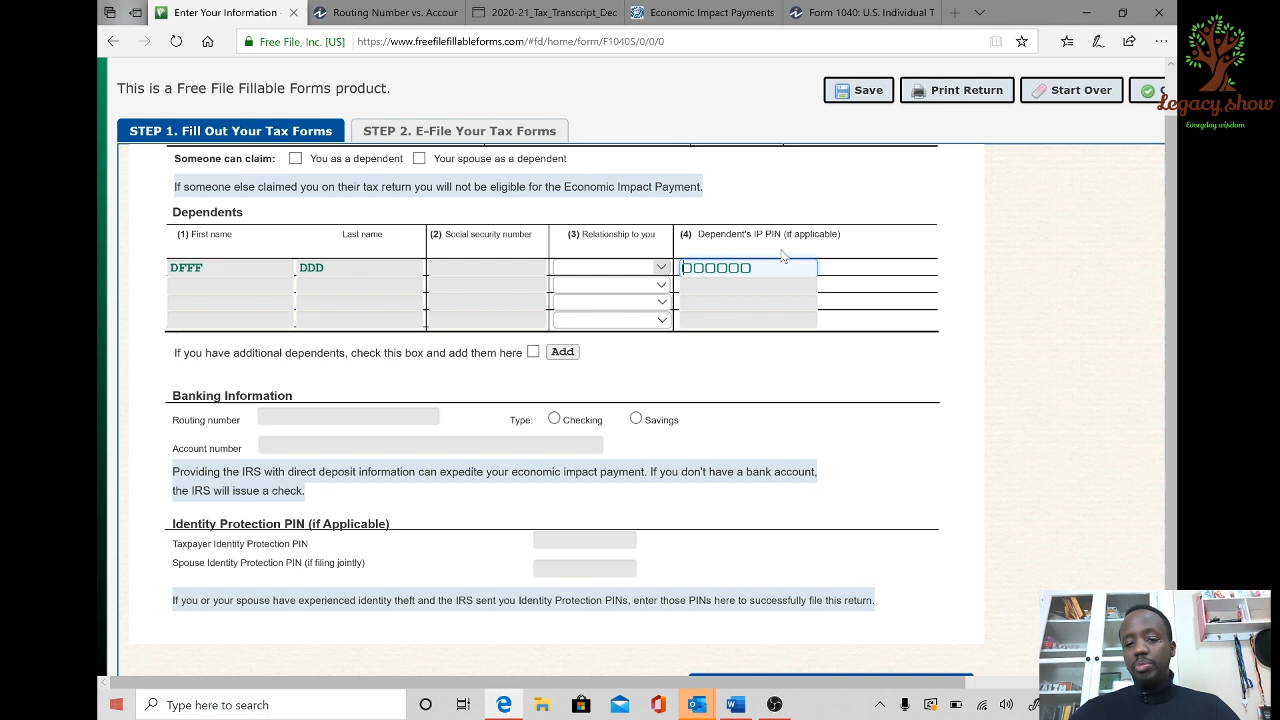 Enter Your Information -
Routing Number vs. Accour
2020-21_Tax_Transcript-Dec
Economic Impact Payments
Form 1040 U.S. Individual T
Free File, Inc. [US]
https://www.freefilefillableforms.com/#fd/home/form/F1040S/0/0/0
Legacy show
Everyday wisdom.
This is a Free File Fillable Forms product.
Save
Print Return
Start Over
STEP 1. Fill Out Your Tax Forms
STEP 2. E-File Your Tax Forms
Someone can claim: You as a dependent Your spouse as a dependent
If someone else claimed you on their tax return you will not be eligible for the Economic Impact Payment.
Dependents
(1) First name Last name (2) Social security number (3) Relationship to you (4) Dependent's IP PIN (if applicable)
DFFF DDD
If you have additional dependents, check this box and add them here Add
Banking Information
Routing number Type: Checking Savings
Account number
Providing the IRS with direct deposit information can expedite your economic impact payment. If you don't have a bank account,
the IRS will issue a check.
Identity Protection PIN (if Applicable)
Taxpayer Identity Protection PIN
Spouse Identity Protection PIN (if filing jointly)
If you or your spouse have experienced identity theft and the IRS sent you Identity Protection PINs, enter those PINs here to successfully file this return.
Type here to search